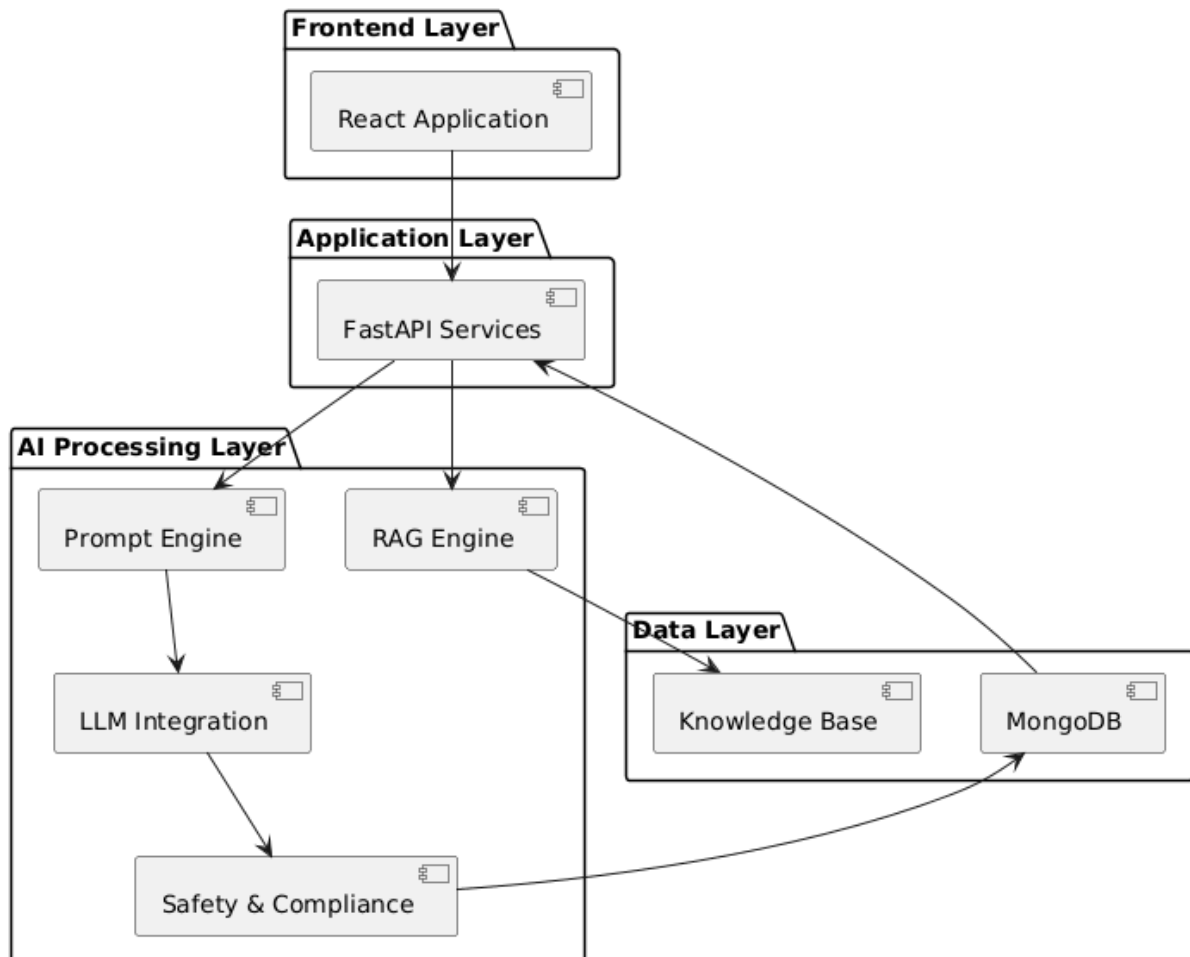 Frontend Layer
React Application
Application Layer
FastAPI Services
AI Processing Layer
Prompt Engine
RAG Engine
Data Layer
LLM Integration
Knowledge Base
MongoDB
Safety & Compliance